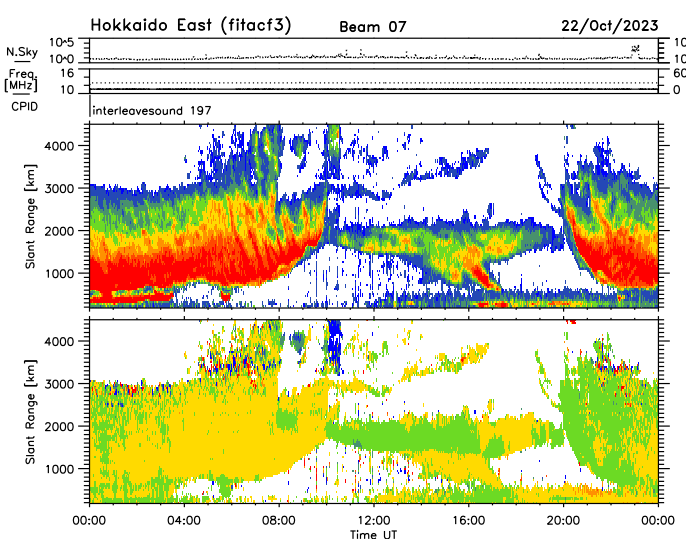 Hokkaido East (fitacf3) Beam 07 22/Oct/2023
N.Sky 10^5 10^0 10 10
Freq. [MHz] 16 10 60 0
CPID interleavesound 197
Slant Range [km] 4000 3000 2000 1000
Slant Range [km] 4000 3000 2000 1000
00:00 04:00 08:00 12:00 16:00 20:00 00:00
Time UT